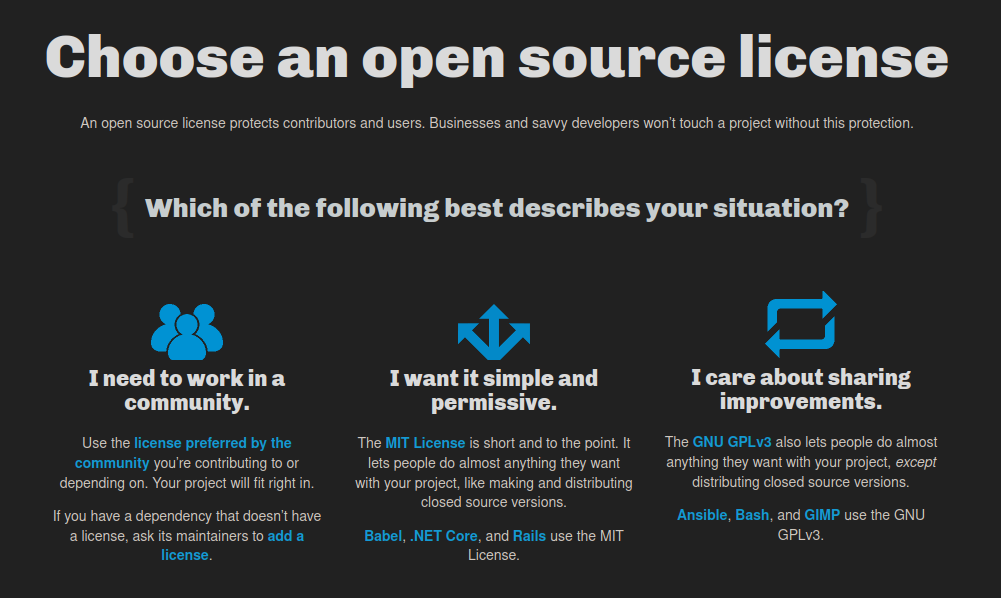 Choose an open source license
An open source license protects contributors and users. Businesses and savvy developers won’t touch a project without this protection.
{ Which of the following best describes your situation? }
I need to work in a
community.
Use the license preferred by the
community you’re contributing to or
depending on. Your project will fit right in.
If you have a dependency that doesn’t have
a license, ask its maintainers to add a
license.
I want it simple and
permissive.
The MIT License is short and to the point. It
lets people do almost anything they want
with your project, like making and distributing
closed source versions.
Babel, .NET Core, and Rails use the MIT
License.
I care about sharing
improvements.
The GNU GPLv3 also lets people do almost
anything they want with your project, except
distributing closed source versions.
Ansible, Bash, and GIMP use the GNU
GPLv3.